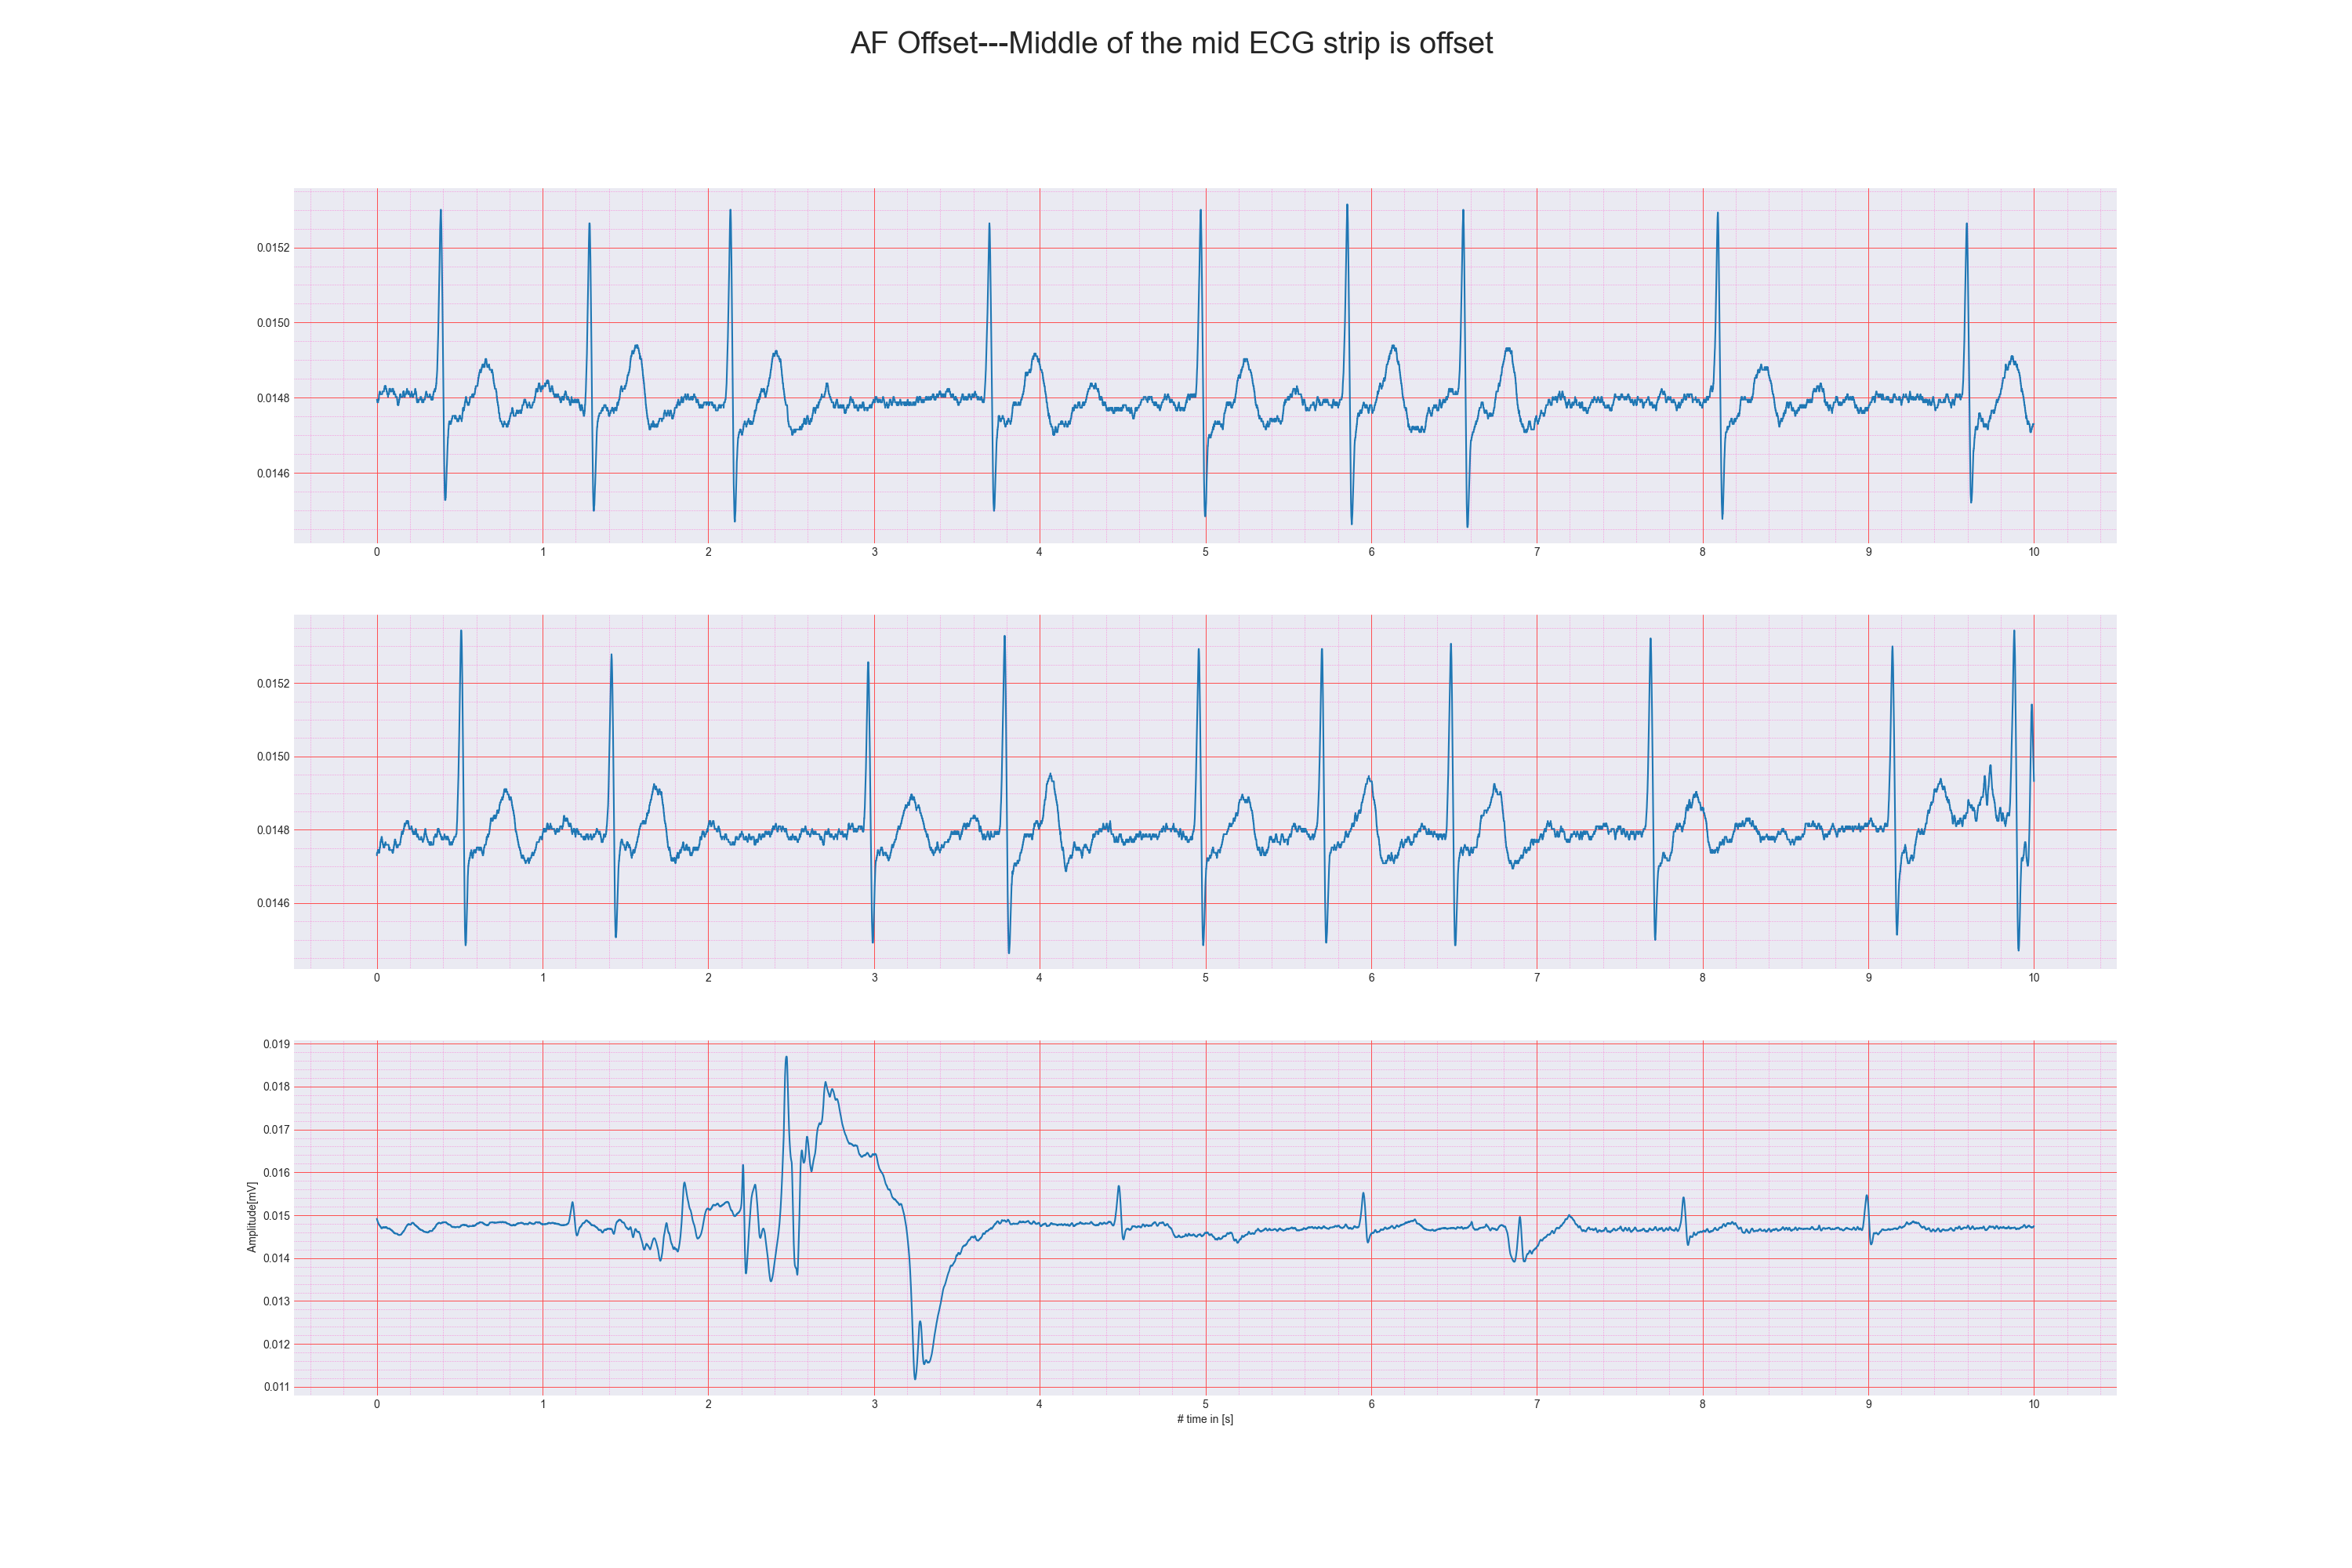 AF Offset---Middle of the mid ECG strip is offset
0.0152
0.0150
0.0148
0.0146
0 1 2 3 4 5 6 7 8 9 10
0.0152
0.0150
0.0148
0.0146
0 1 2 3 4 5 6 7 8 9 10
0.019
0.018
0.017
0.016
0.015
0.014
0.013
0.012
0.011
Amplitude[mV]
0 1 2 3 4 5 6 7 8 9 10
# time in [s]